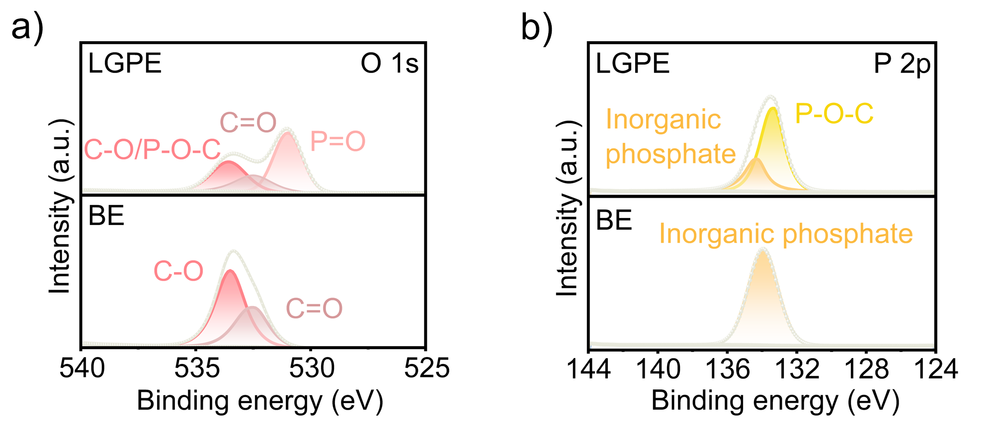 a)
LGPE
O 1s
C=O
C-O/P-O-C
P=O
BE
C-O
C=O
Intensity (a.u.)
540
535
530
525
Binding energy (eV)
b)
LGPE
P 2p
Inorganic
phosphate
P-O-C
BE
Inorganic phosphate
Intensity (a.u.)
144
140
136
132
128
124
Binding energy (eV)